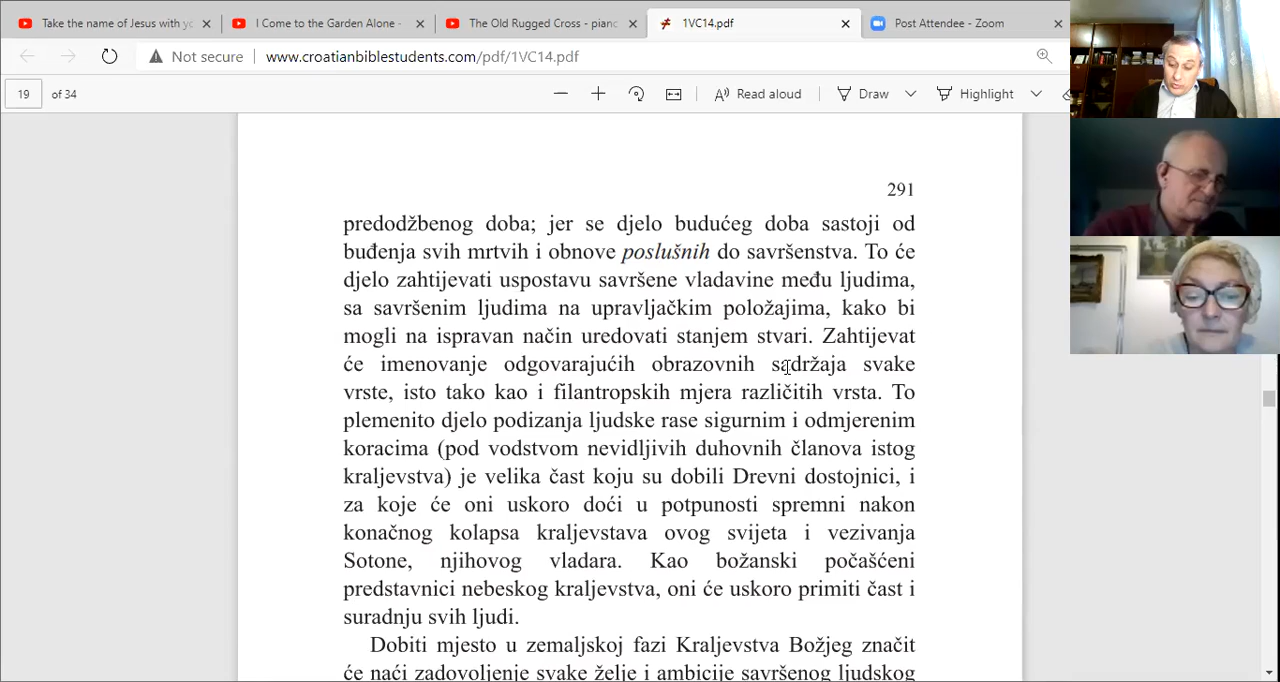 Take the name of Jesus with yo
I Come to the Garden Alone -
The Old Rugged Cross - pianc
1VC14.pdf
Post Attendee - Zoom
Not secure
www.croatianbiblestudents.com/pdf/1VC14.pdf
19 of 34
Read aloud
Draw
Highlight
291
predodžbenog doba; jer se djelo budućeg doba sastoji od
buđenja svih mrtvih i obnove poslušnih do savršenstva. To će
djelo zahtijevati uspostavu savršene vladavine među ljudima,
sa savršenim ljudima na upravljačkim položajima, kako bi
mogli na ispravan način uredovati stanjem stvari. Zahtijevat
će imenovanje odgovarajućih obrazovnih sadržaja svake
vrste, isto tako kao i filantropskih mjera različitih vrsta. To
plemenito djelo podizanja ljudske rase sigurnim i odmjerenim
koracima (pod vodstvom nevidljivih duhovnih članova istog
kraljevstva) je velika čast koju su dobili Drevni dostojnici, i
za koje će oni uskoro doći u potpunosti spremni nakon
konačnog kolapsa kraljevstava ovog svijeta i vezivanja
Sotone, njihovog vladara. Kao božanski počašćeni
predstavnici nebeskog kraljevstva, oni će uskoro primiti čast i
suradnju svih ljudi.
Dobiti mjesto u zemaljskoj fazi Kraljevstva Božjeg značit
će naći zadovoljenje svake želje i ambicije savršenog ljudskog